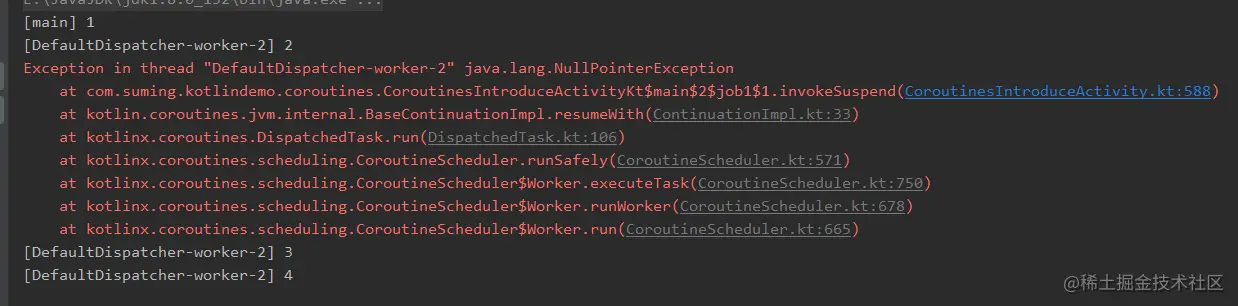 [main] 1
[DefaultDispatcher-worker-2] 2
Exception in thread "DefaultDispatcher-worker-2" java.lang.NullPointerException
at com.suming.kotlindemo.coroutines.CoroutinesIntroduceActivityKt$main$2$job1$1.invokeSuspend(CoroutinesIntroduceActivity.kt:588)
at kotlin.coroutines.jvm.internal.BaseContinuationImpl.resumeWith(ContinuationImpl.kt:33)
at kotlinx.coroutines.DispatchedTask.run(DispatchedTask.kt:106)
at kotlinx.coroutines.scheduling.CoroutineScheduler.runSafely(CoroutineScheduler.kt:571)
at kotlinx.coroutines.scheduling.CoroutineScheduler$Worker.executeTask(CoroutineScheduler.kt:750)
at kotlinx.coroutines.scheduling.CoroutineScheduler$Worker.runWorker(CoroutineScheduler.kt:678)
at kotlinx.coroutines.scheduling.CoroutineScheduler$Worker.run(CoroutineScheduler.kt:665)
[DefaultDispatcher-worker-2] 3
[DefaultDispatcher-worker-2] 4
@稀土掘金技术社区